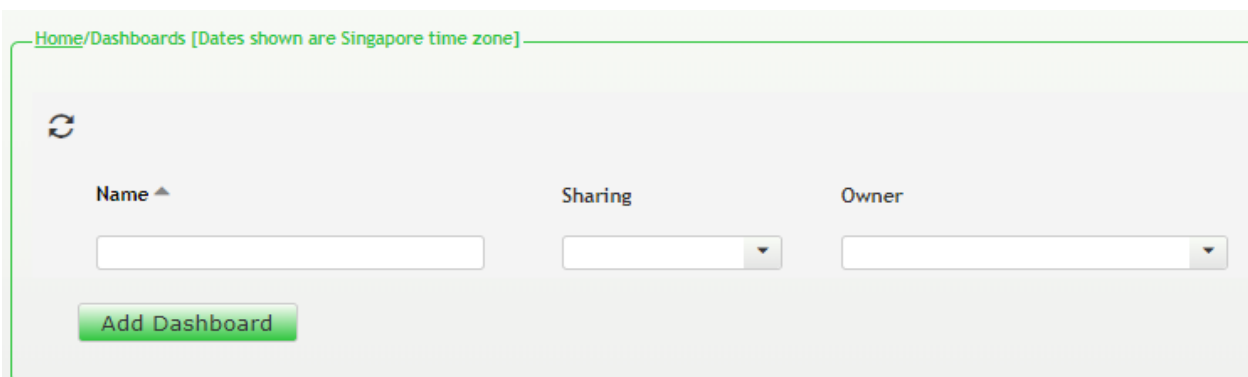 Home/Dashboards [Dates shown are Singapore time zone]
Name Sharing Owner
Add Dashboard